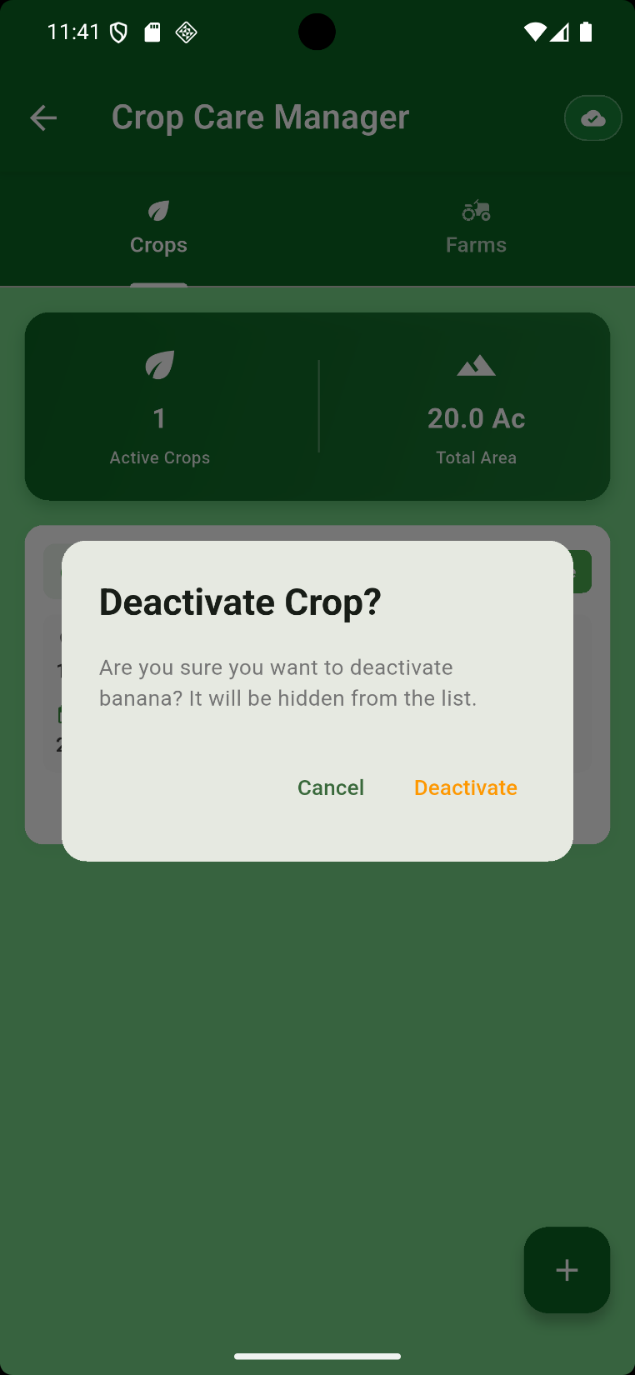 11:41
Crop Care Manager
Crops
Farms
1
20.0 Ac
Active Crops
Total Area
Deactivate Crop?
Are you sure you want to deactivate
banana? It will be hidden from the list.
Cancel
Deactivate